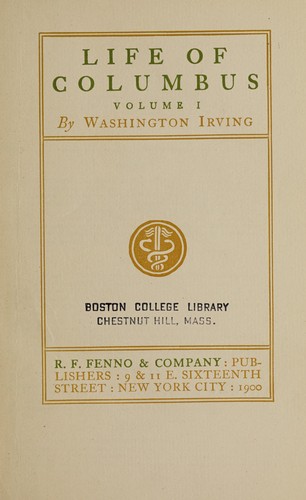 LIFE OF
COLUMBUS
VOLUME I
By WASHINGTON IRVING
BOSTON COLLEGE LIBRARY
CHESTNUT HILL, MASS.
R. F. FENNO & COMPANY : PUB-
LISHERS : 9 & 11 E. SIXTEENTH
STREET : NEW YORK CITY : 1900